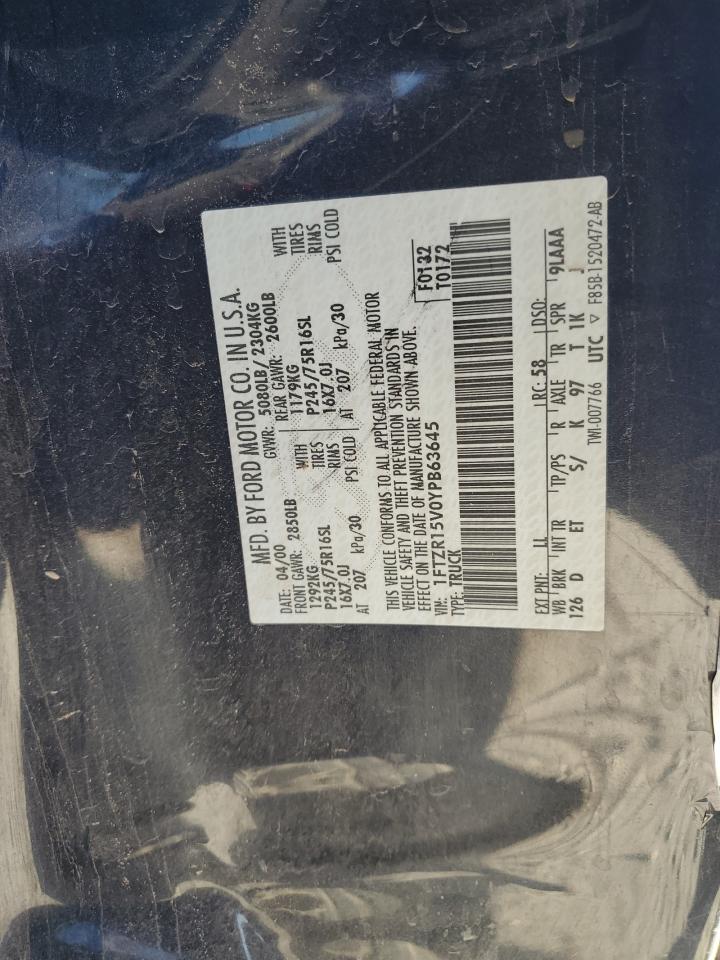 MFD. BY FORD MOTOR CO. IN U.S.A.
DATE: 04/00 GVWR: 5080LB/ 2304KG
FRONT GAWR: 2850LB REAR GAWR: 2600LB
1292KG WITH 1179KG WITH
P245/75R16SL TIRES P245/75R16SL TIRES
16X7.0J RIMS 16X7.0J RIMS
AT 207 kPa/30 PSI COLD AT 207 kPa/30 PSI COLD
THIS VEHICLE CONFORMS TO ALL APPLICABLE FEDERAL MOTOR
VEHICLE SAFETY AND THEFT PREVENTION STANDARDS IN
EFFECT ON THE DATE OF MANUFACTURE SHOWN ABOVE.
VIN: 1FTZR15V0YPB63645 F0132
TYPE: TRUCK T0172
EXT PNT: LL RC: 58 DSO:
WB BRK INT TR TP/PS R AXLE TR SPR 9LAAA
126 D ET S/ K 97 T 1K J
TWI-007766 UTC ▽ F85B-1520472-AB